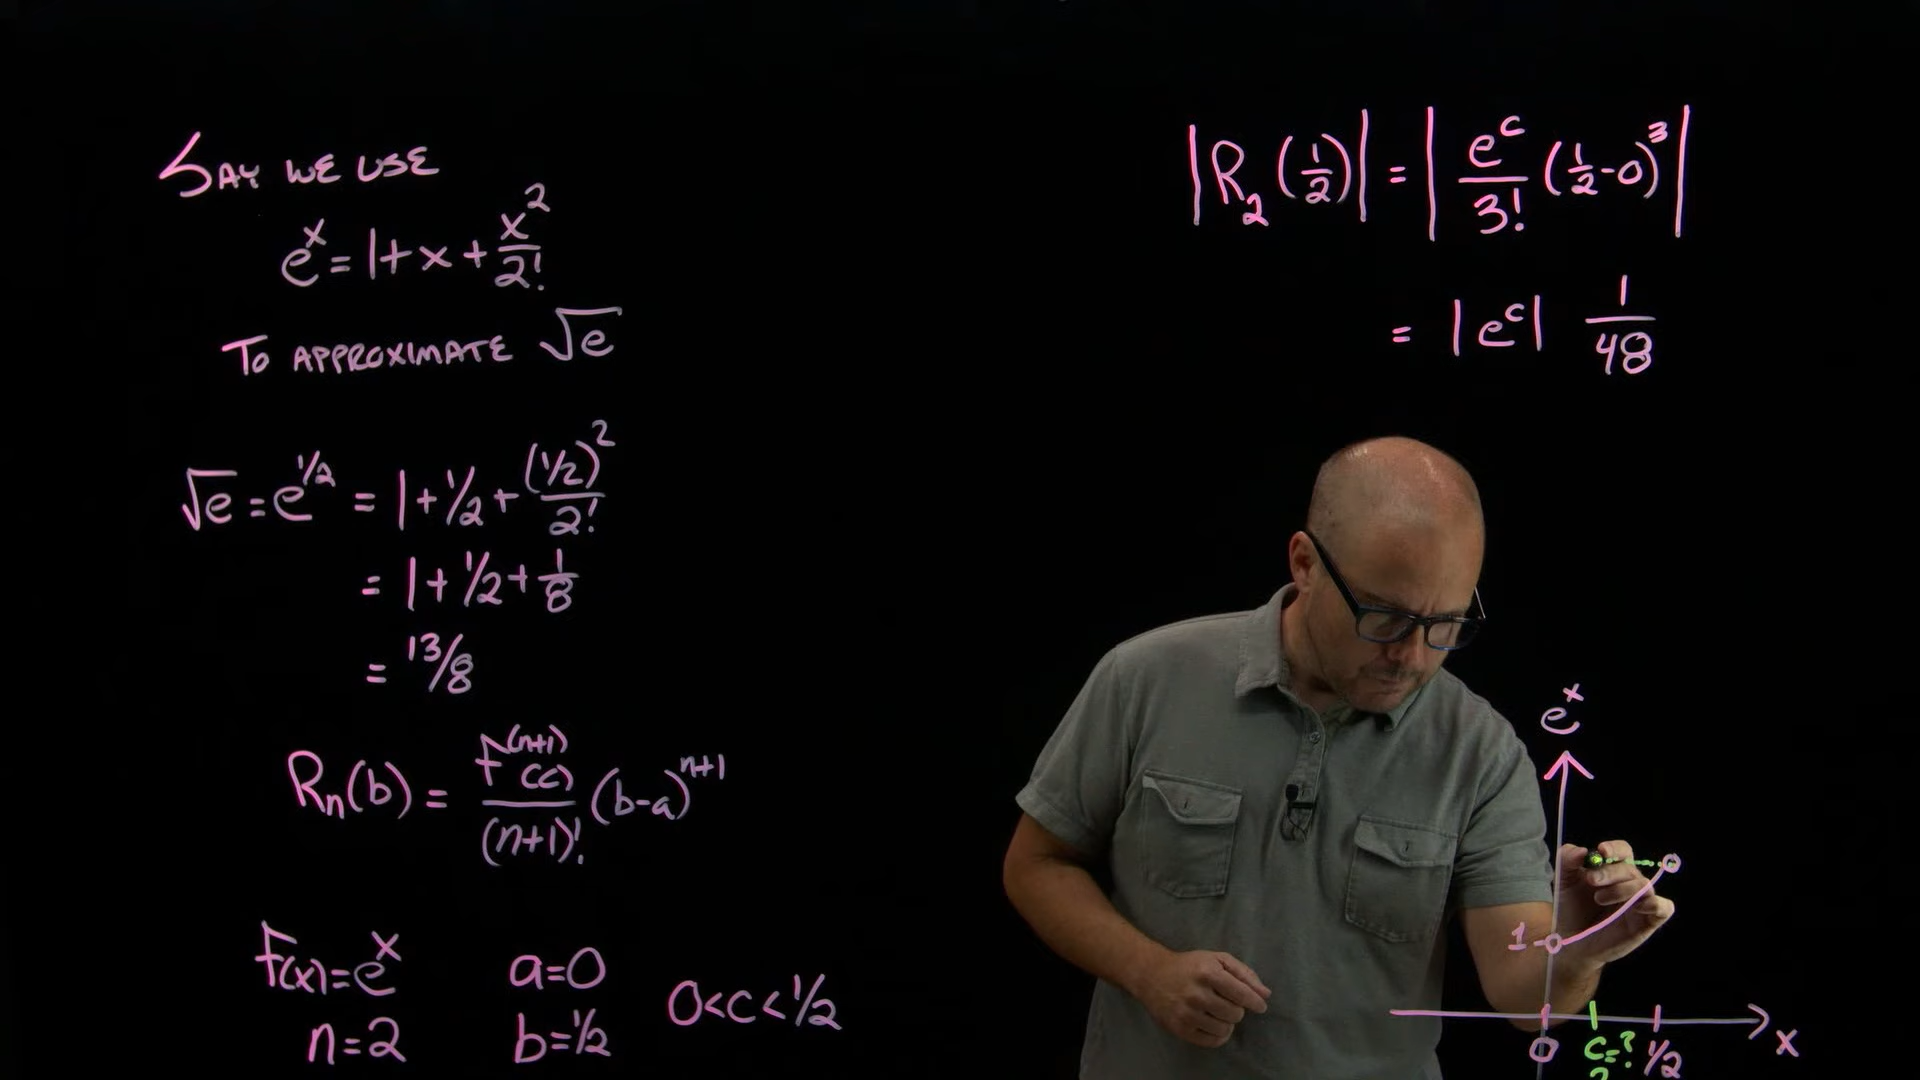 SAY WE USE
e^x = 1 + x + x^2/2!
TO APPROXIMATE √e
√e = e^1/2 = 1 + 1/2 + (1/2)^2/2!
= 1 + 1/2 + 1/8
= 13/8
Rn(b) = f^(n+1)(c)/(n+1)! (b-a)^n+1
F(x) = e^x
n=2
a=0
b=1/2
0<c<1/2
|R_2(1/2)| = |e^c/3! (1/2-0)^3|
= |e^c| 1/48
e^x
1
0
c=?
?
1/2
x